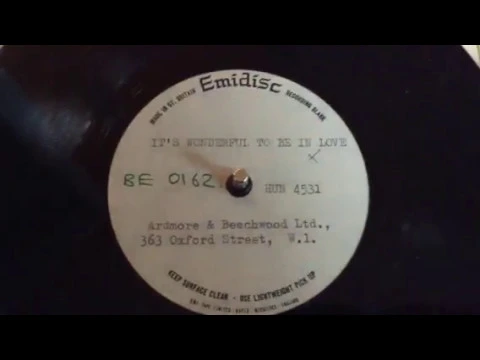 Emidisc
MADE IN GT. BRITAIN
RECORDING BLANK
IT'S WONDERFUL TO BE IN LOVE
x
BE 0162
HUN 4531
Ardmore & Beechwood Ltd.,
363 Oxford Street, W.1.
KEEP SURFACE CLEAN - USE LIGHTWEIGHT PICK UP